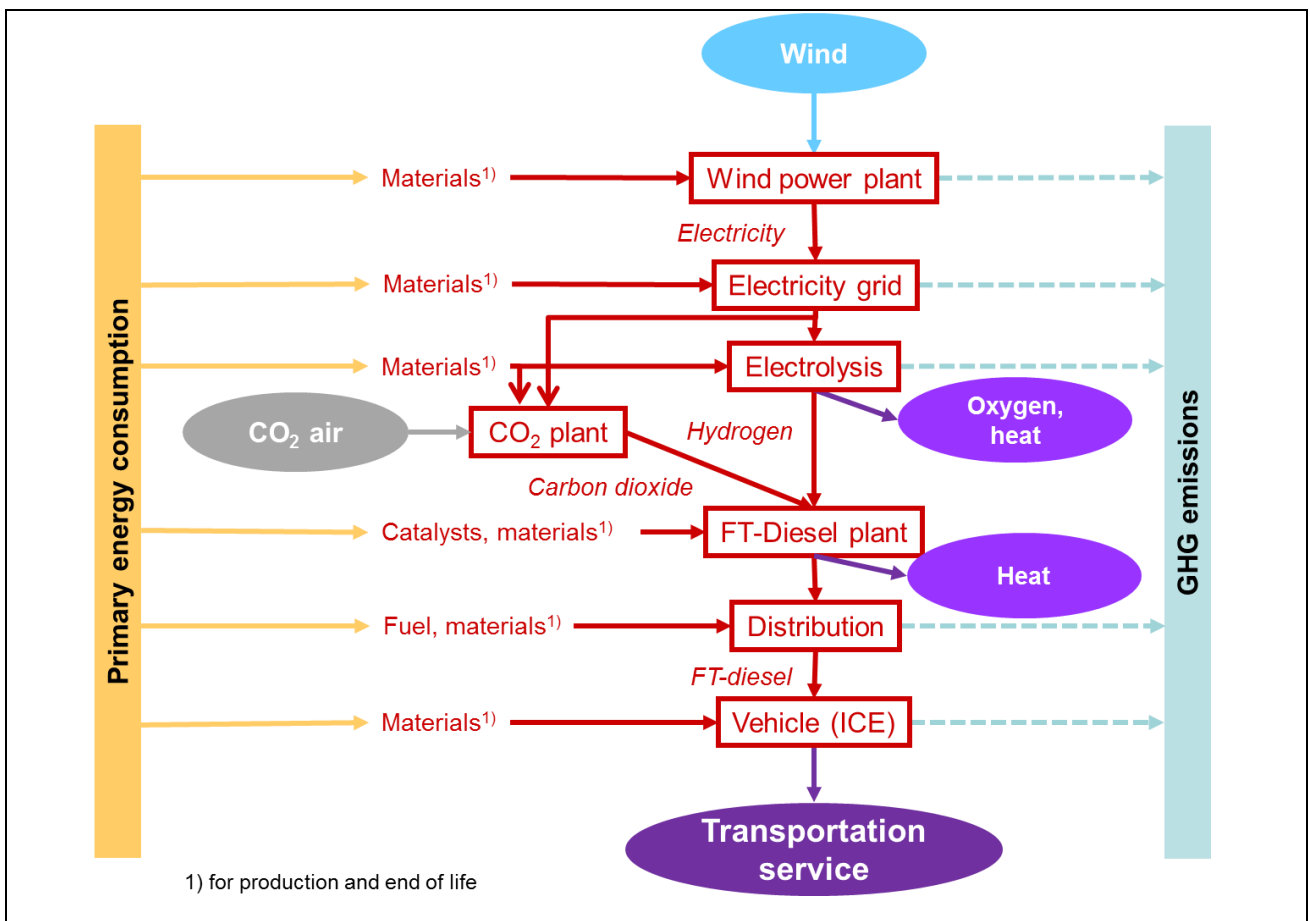 Wind
Materials1)
Wind power plant
Electricity
Materials1)
Electricity grid
Materials1)
Electrolysis
Oxygen,
heat
CO2 air
CO2 plant
Hydrogen
Carbon dioxide
Catalysts, materials1)
FT-Diesel plant
Heat
Fuel, materials1)
Distribution
FT-diesel
Materials1)
Vehicle (ICE)
Transportation
service
Primary energy consumption
GHG emissions
1) for production and end of life